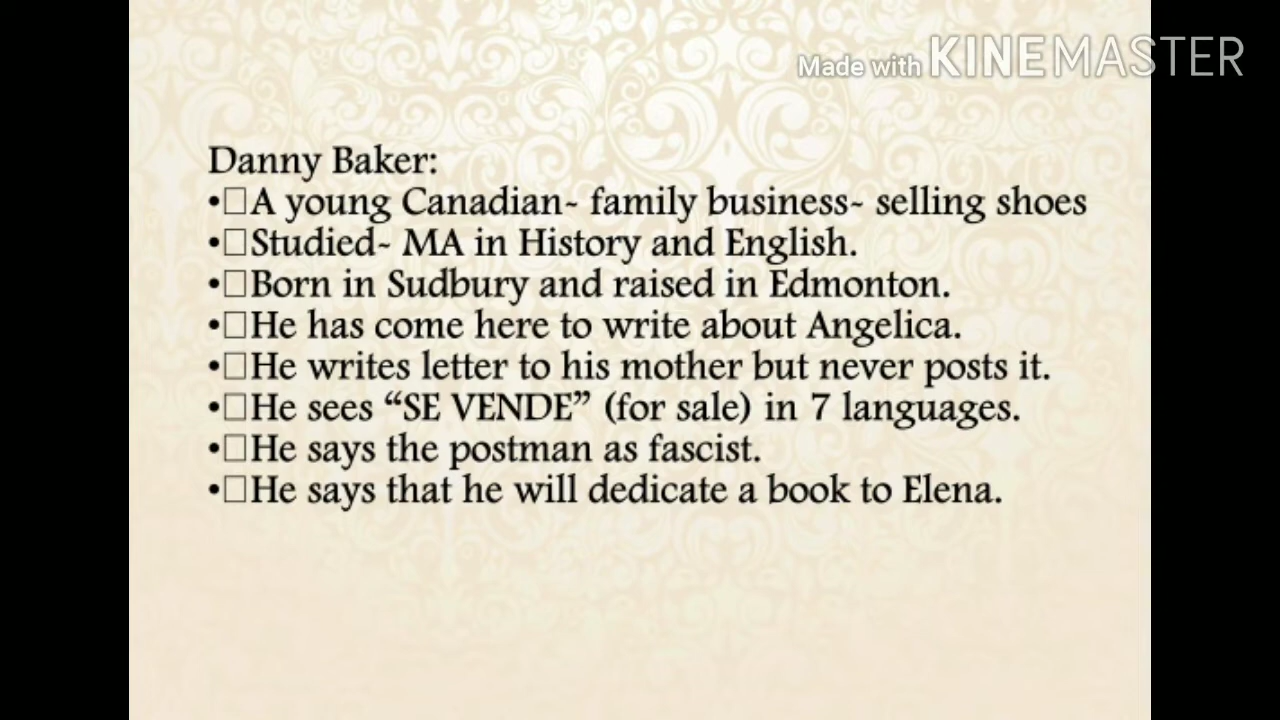 Made with KINEMASTER
Danny Baker:
•□A young Canadian- family business- selling shoes
•□Studied- MA in History and English.
•□Born in Sudbury and raised in Edmonton.
•□He has come here to write about Angelica.
•□He writes letter to his mother but never posts it.
•□He sees “SE VENDE” (for sale) in 7 languages.
•□He says the postman as fascist.
•□He says that he will dedicate a book to Elena.